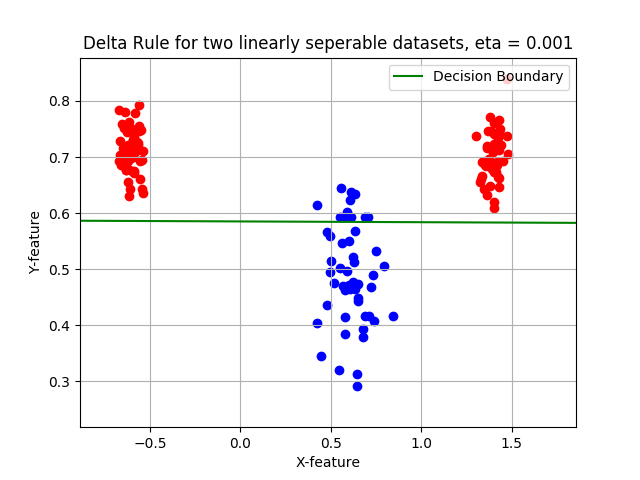 Delta Rule for two linearly seperable datasets, eta = 0.001
Decision Boundary
0.8
0.7
0.6
0.5
0.4
0.3
Y-feature
−0.5 0.0 0.5 1.0 1.5
X-feature